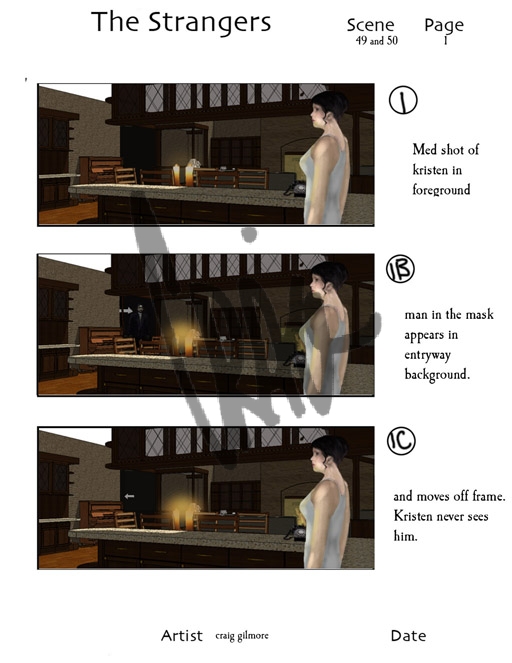 The Strangers
Scene Page
49 and 50 1
1
Med shot of
kristen in
foreground
1B
man in the mask
appears in
entryway
background.
1C
and moves off frame.
Kristen never sees
him.
Artist craig gilmore Date